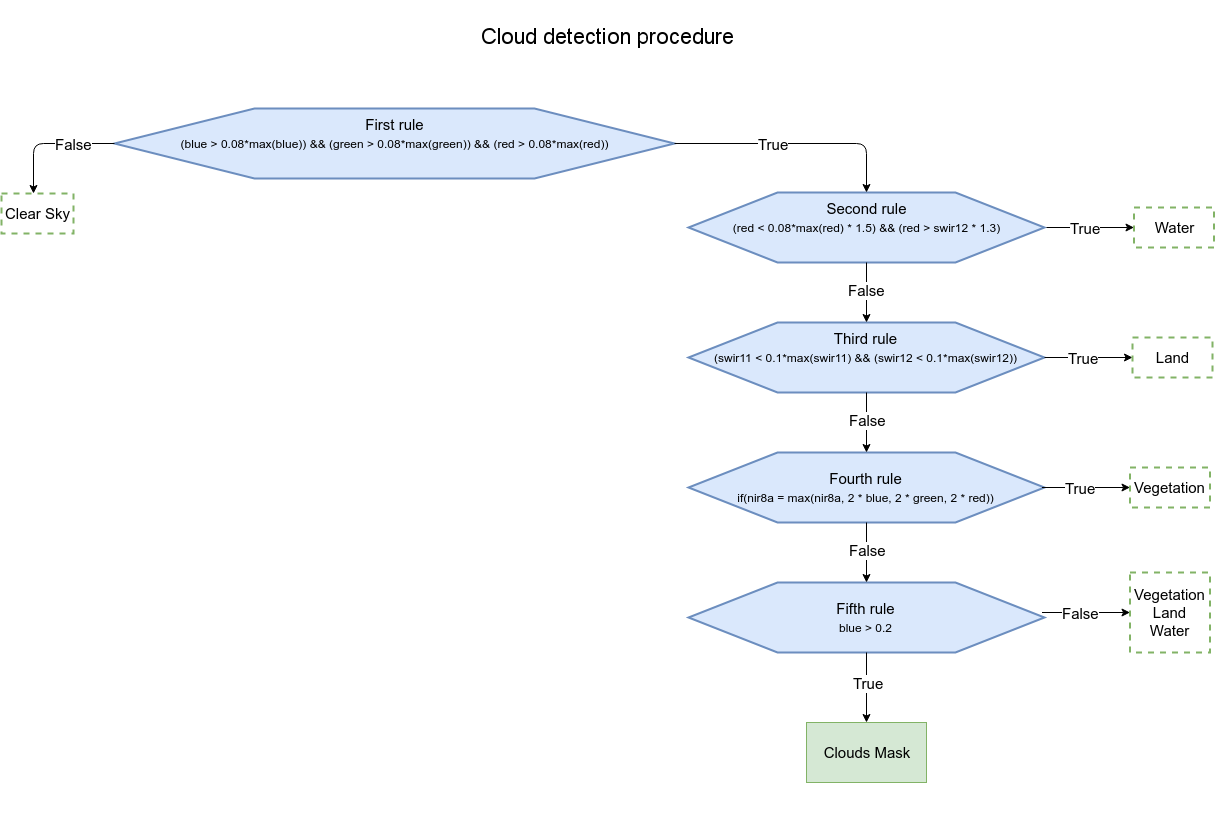 Cloud detection procedure
First rule
(blue > 0.08*max(blue)) && (green > 0.08*max(green)) && (red > 0.08*max(red))
False
True
Clear Sky
Second rule
(red < 0.08*max(red) * 1.5) && (red > swir12 * 1.3)
True
Water
False
Third rule
(swir11 < 0.1*max(swir11) && (swir12 < 0.1*max(swir12))
True
Land
False
Fourth rule
if(nir8a = max(nir8a, 2 * blue, 2 * green, 2 * red))
True
Vegetation
False
Fifth rule
blue > 0.2
False
Vegetation
Land
Water
True
Clouds Mask